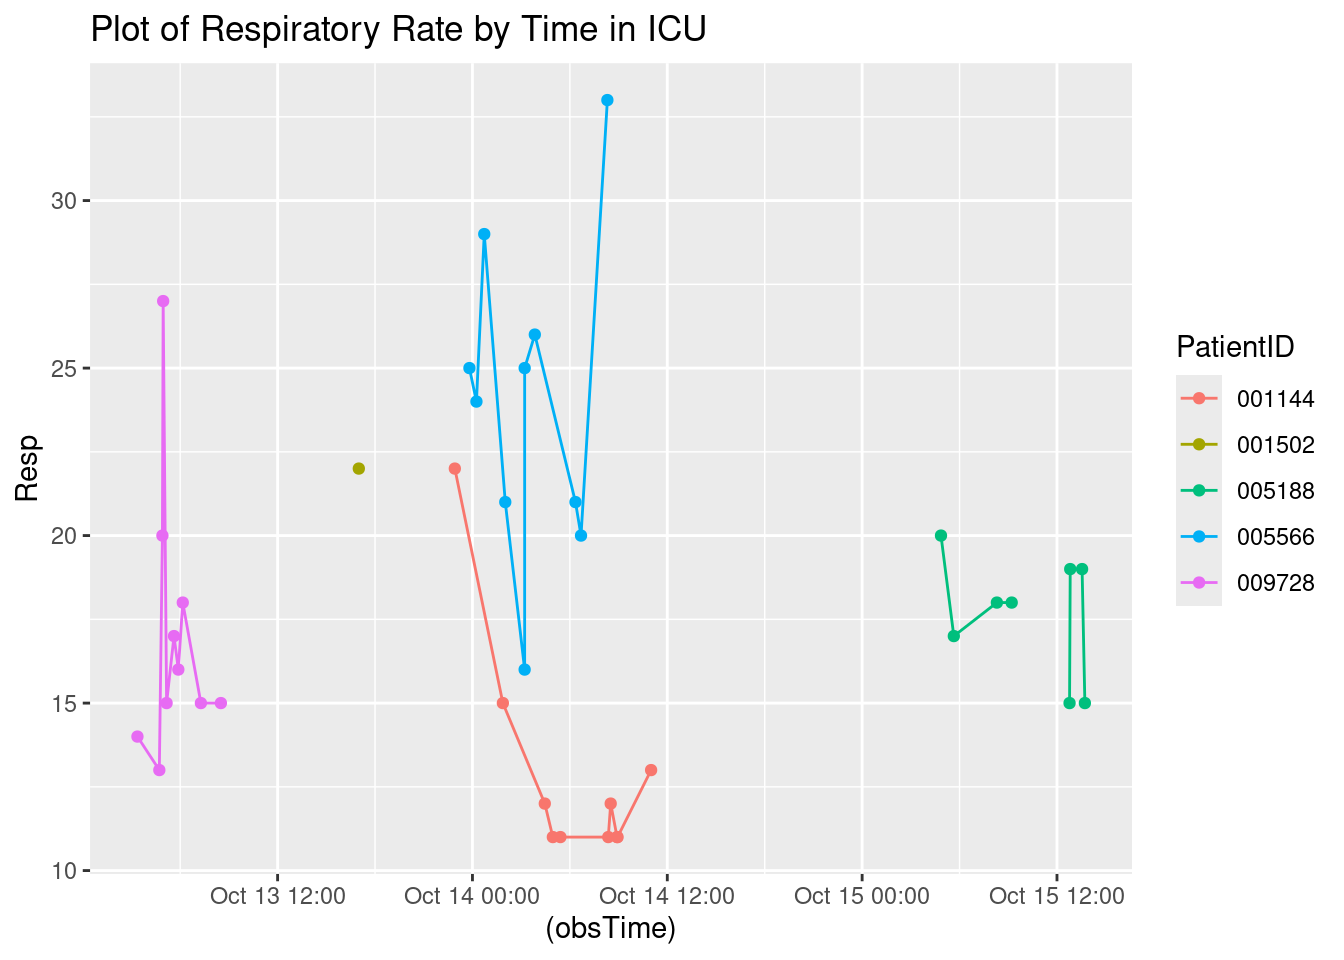 Plot of Respiratory Rate by Time in ICU
Resp
30
25
20
15
10
Oct 13 12:00
Oct 14 00:00
Oct 14 12:00
Oct 15 00:00
Oct 15 12:00
(obsTime)
PatientID
001144
001502
005188
005566
009728